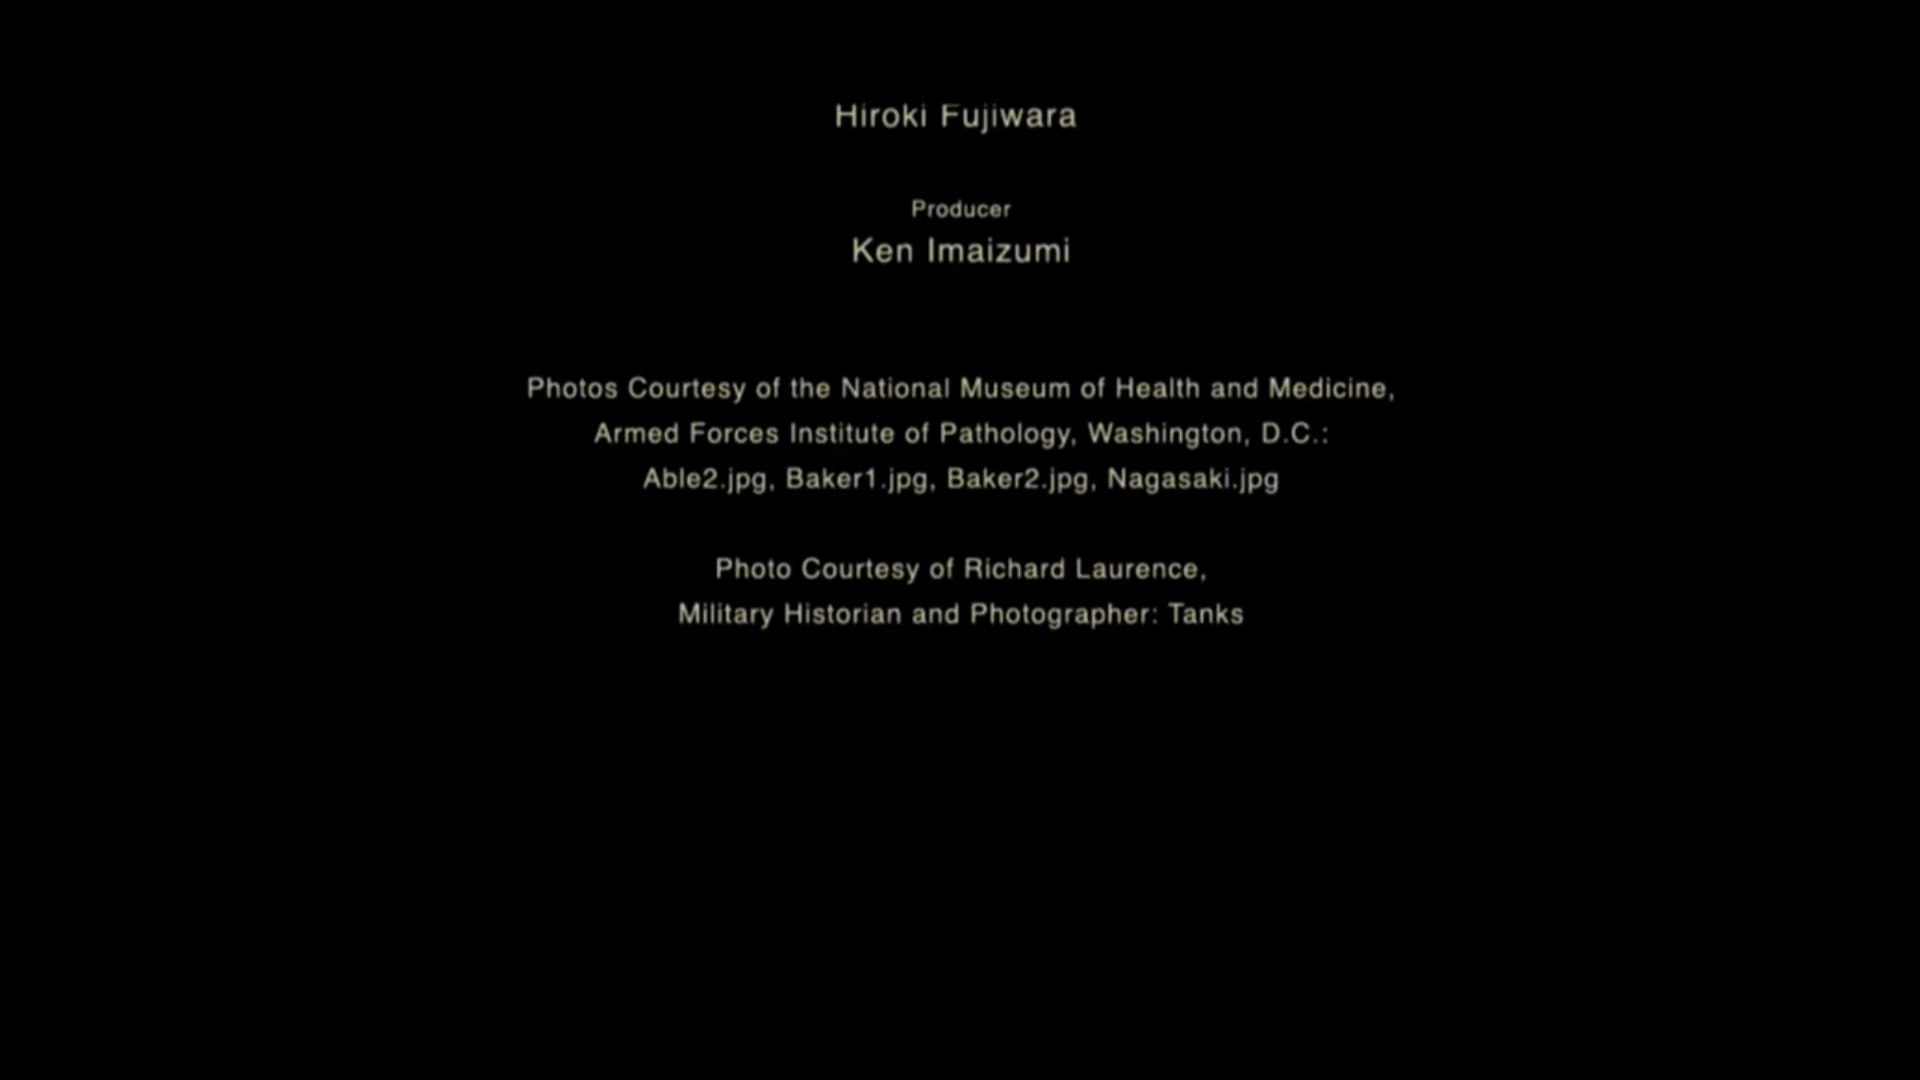 Hiroki Fujiwara
Producer
Ken Imaizumi
Photos Courtesy of the National Museum of Health and Medicine,
Armed Forces Institute of Pathology, Washington, D.C.:
Able2.jpg, Baker1.jpg, Baker2.jpg, Nagasaki.jpg
Photo Courtesy of Richard Laurence,
Military Historian and Photographer: Tanks